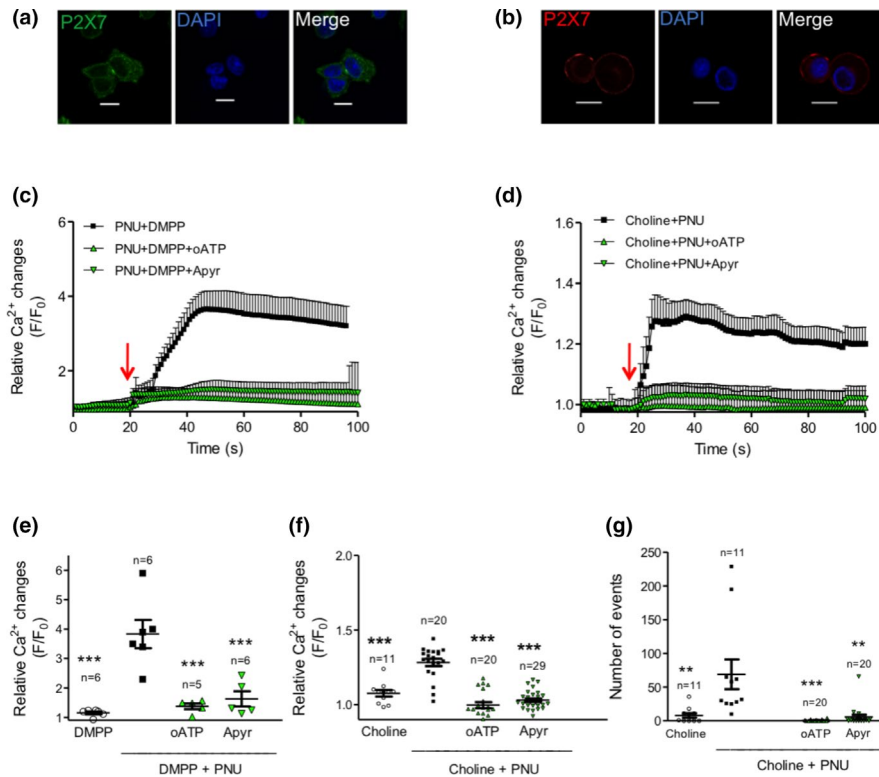 (a)
P2X7 DAPI Merge
(b)
P2X7 DAPI Merge
(c)
Relative Ca²⁺ changes
(F/F₀)
6
4
2
PNU+DMPP
PNU+DMPP+oATP
PNU+DMPP+Apyr
0 20 40 60 80 100
Time (s)
(d)
Relative Ca²⁺ changes
(F/F₀)
1.6
1.4
1.2
1.0
Choline+PNU
Choline+PNU+oATP
Choline+PNU+Apyr
0 20 40 60 80 100
Time (s)
(e)
Relative Ca²⁺ changes
(F/F₀)
7
6
5
4
3
2
1
***
n=6
n=6
***
n=5
***
n=6
DMPP oATP Apyr
DMPP + PNU
(f)
Relative Ca²⁺ changes
(F/F₀)
2.0
1.5
1.0
***
n=11
n=20
***
n=20
***
n=29
Choline oATP Apyr
Choline + PNU
(g)
Number of events
250
200
150
100
50
0
**
n=11
n=11
***
n=20
**
n=20
Choline oATP Apyr
Choline + PNU